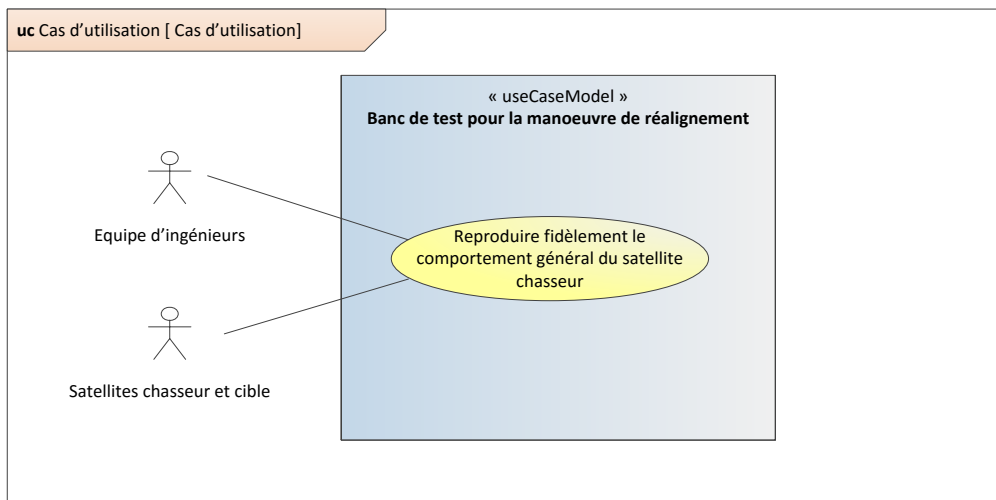 uc Cas d'utilisation [ Cas d'utilisation]
« useCaseModel »
Banc de test pour la manoeuvre de réalignement
Equipe d'ingénieurs
Reproduire fidèlement le
comportement général du satellite
chasseur
Satellites chasseur et cible